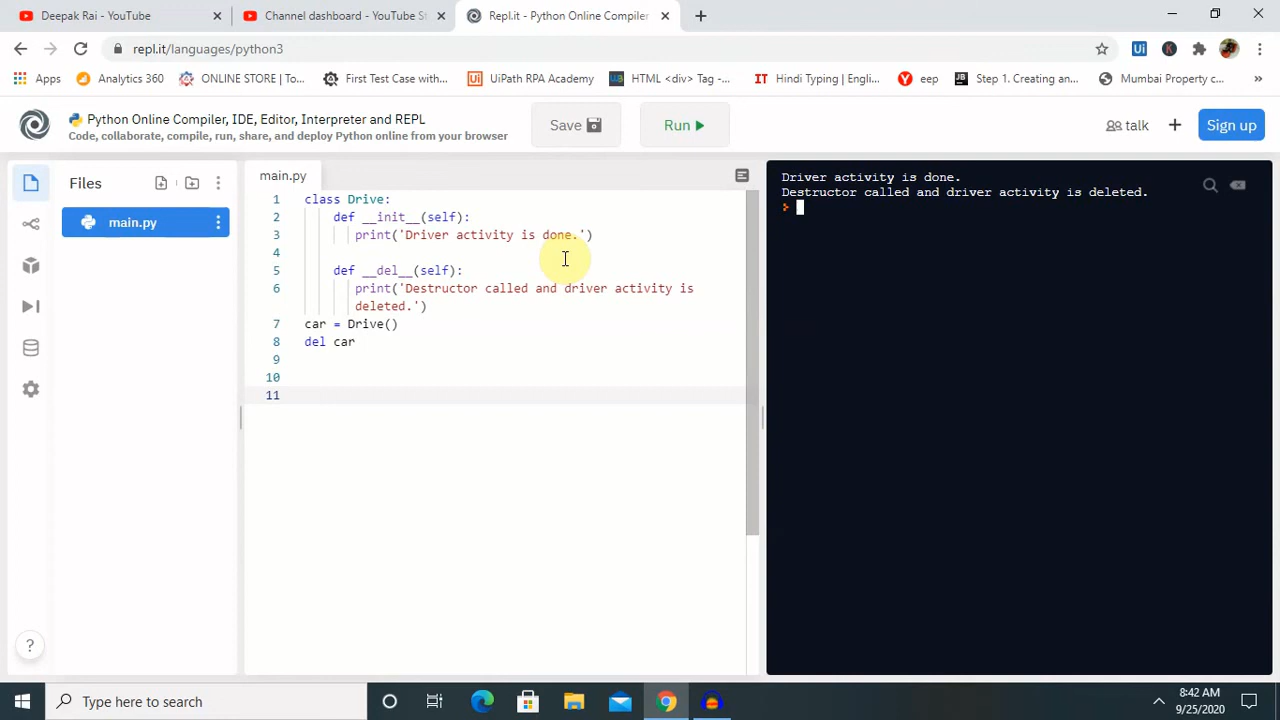 Deepak Rai - YouTube
Channel dashboard - YouTube St
Repl.it - Python Online Compiler
repl.it/languages/python3
Apps
Analytics 360
ONLINE STORE | To...
First Test Case with...
UiPath RPA Academy
HTML <div> Tag -...
Hindi Typing | Engli...
eep
Step 1. Creating an...
Mumbai Property c...
Python Online Compiler, IDE, Editor, Interpreter and REPL
Code, collaborate, compile, run, share, and deploy Python online from your browser
Save
Run
talk
Sign up
Files
main.py
main.py
1 class Drive:
2 def __init__(self):
3 print('Driver activity is done.')
4
5 def __del__(self):
6 print('Destructor called and driver activity is
deleted.')
7 car = Drive()
8 del car
9
10
11
Driver activity is done.
Destructor called and driver activity is deleted.
>
?
Type here to search
8:42 AM
9/25/2020